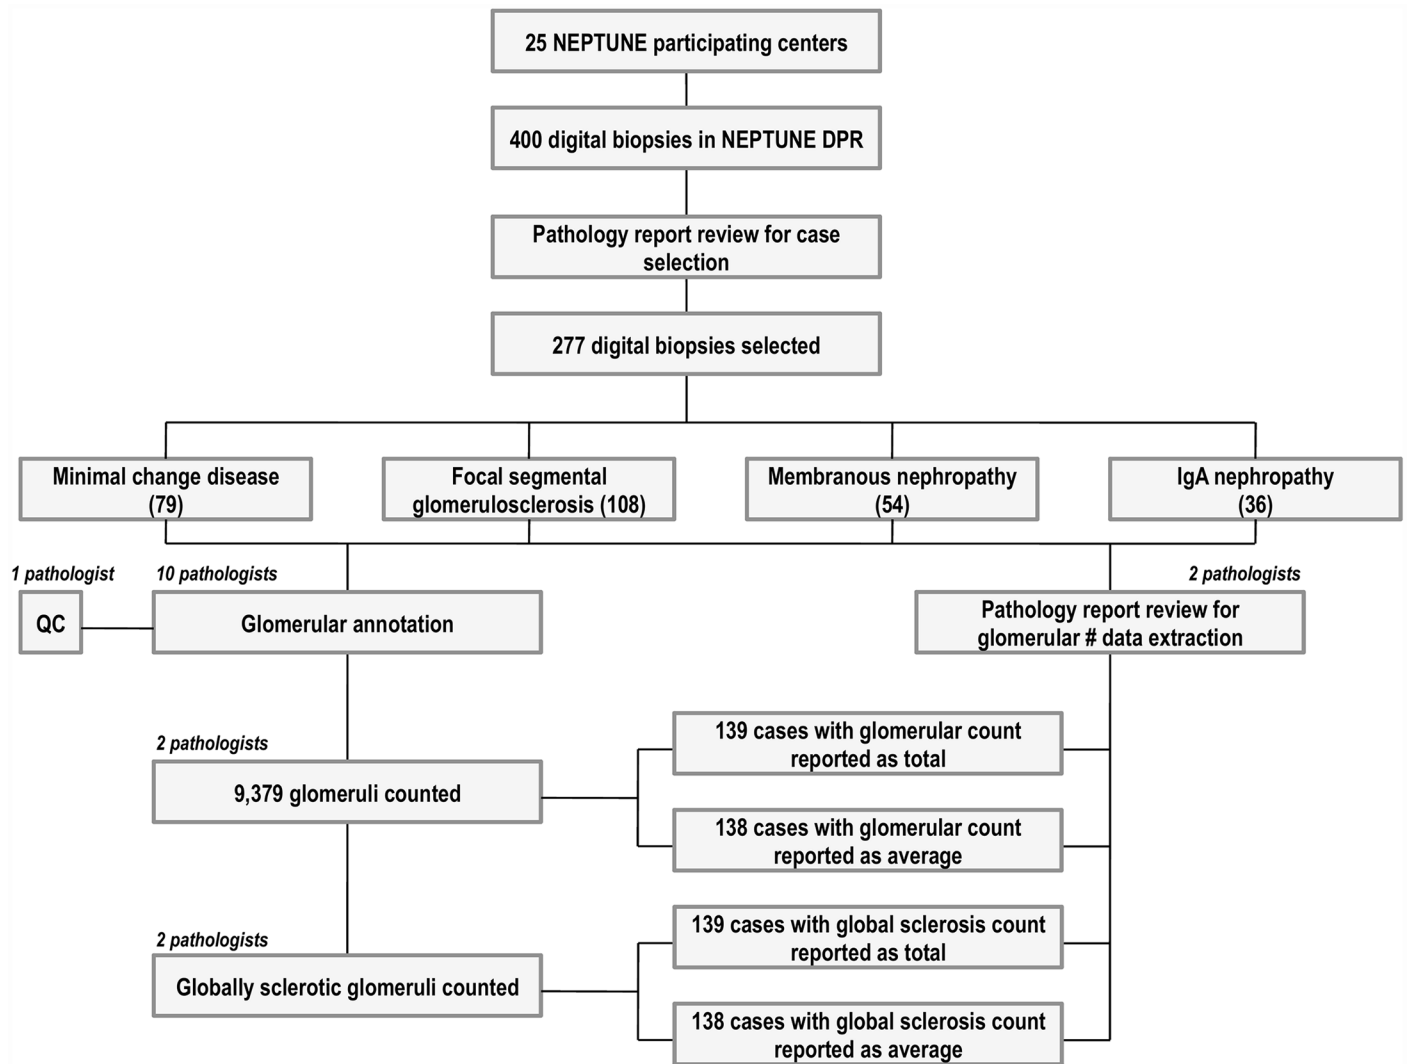 25 NEPTUNE participating centers
400 digital biopsies in NEPTUNE DPR
Pathology report review for case
selection
277 digital biopsies selected
Minimal change disease
(79)
Focal segmental
glomerulosclerosis (108)
Membranous nephropathy
(54)
IgA nephropathy
(36)
1 pathologist
10 pathologists
2 pathologists
QC
Glomerular annotation
Pathology report review for
glomerular # data extraction
2 pathologists
9,379 glomeruli counted
139 cases with glomerular count
reported as total
138 cases with glomerular count
reported as average
2 pathologists
Globally sclerotic glomeruli counted
139 cases with global sclerosis count
reported as total
138 cases with global sclerosis count
reported as average